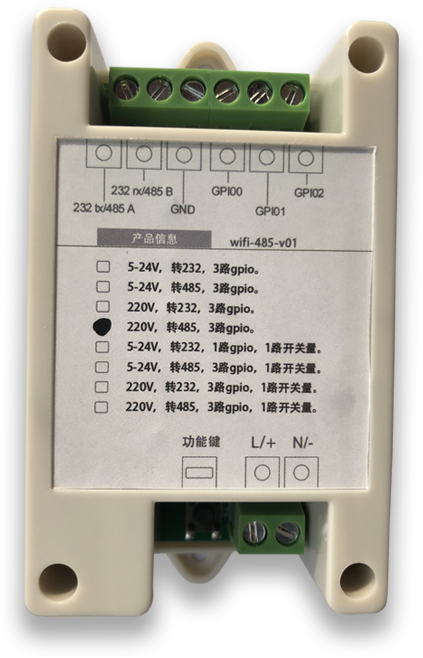 232 rx/485 B GPI00 GPI02
232 tx/485 A GND GPI01
产品信息 wifi-485-v01
5-24V, 转232, 3路gpio。
5-24V, 转485, 3路gpio。
220V, 转232, 3路gpio。
220V, 转485, 3路gpio。
5-24V, 转232, 1路gpio, 1路开关量。
5-24V, 转485, 3路gpio, 1路开关量。
220V, 转232, 3路gpio, 1路开关量。
220V, 转485, 3路gpio, 1路开关量。
功能键 L/+ N/-